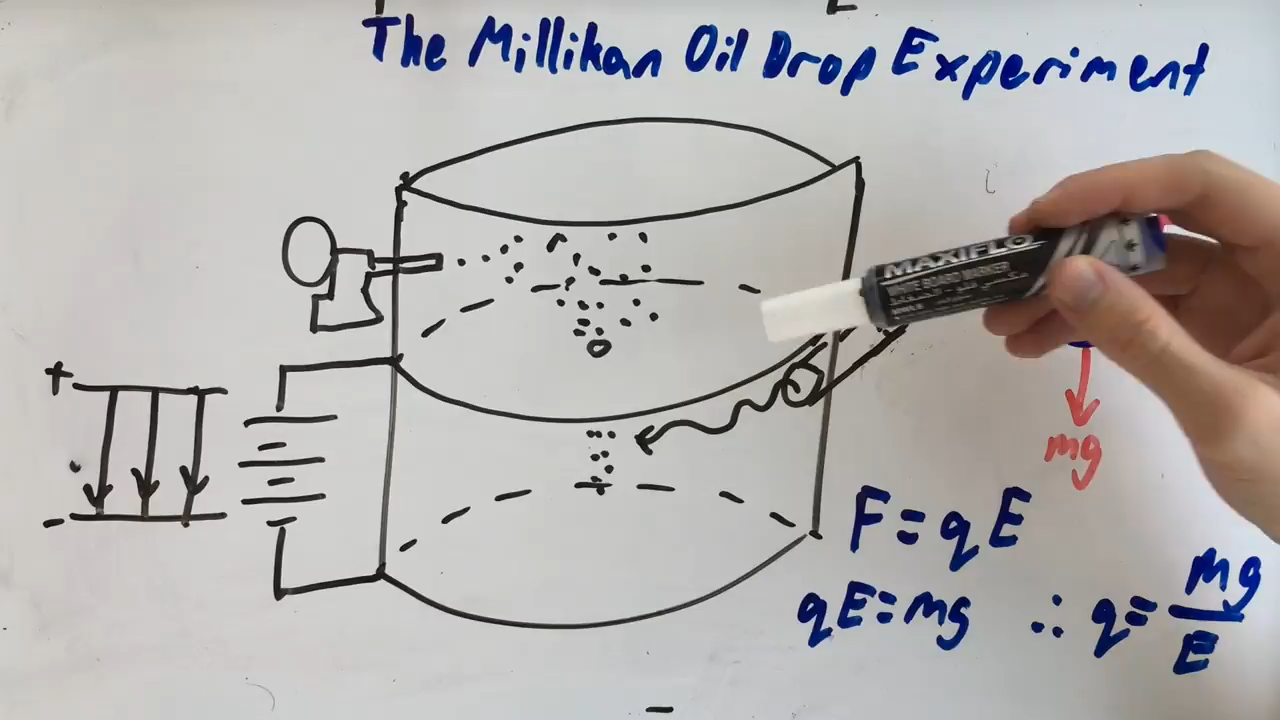 The Millikan Oil Drop Experiment
MAXIFLO
WHITE BOARD MARKER
+
-
mg
F = qE
qE = mg ∴ q = mg/E